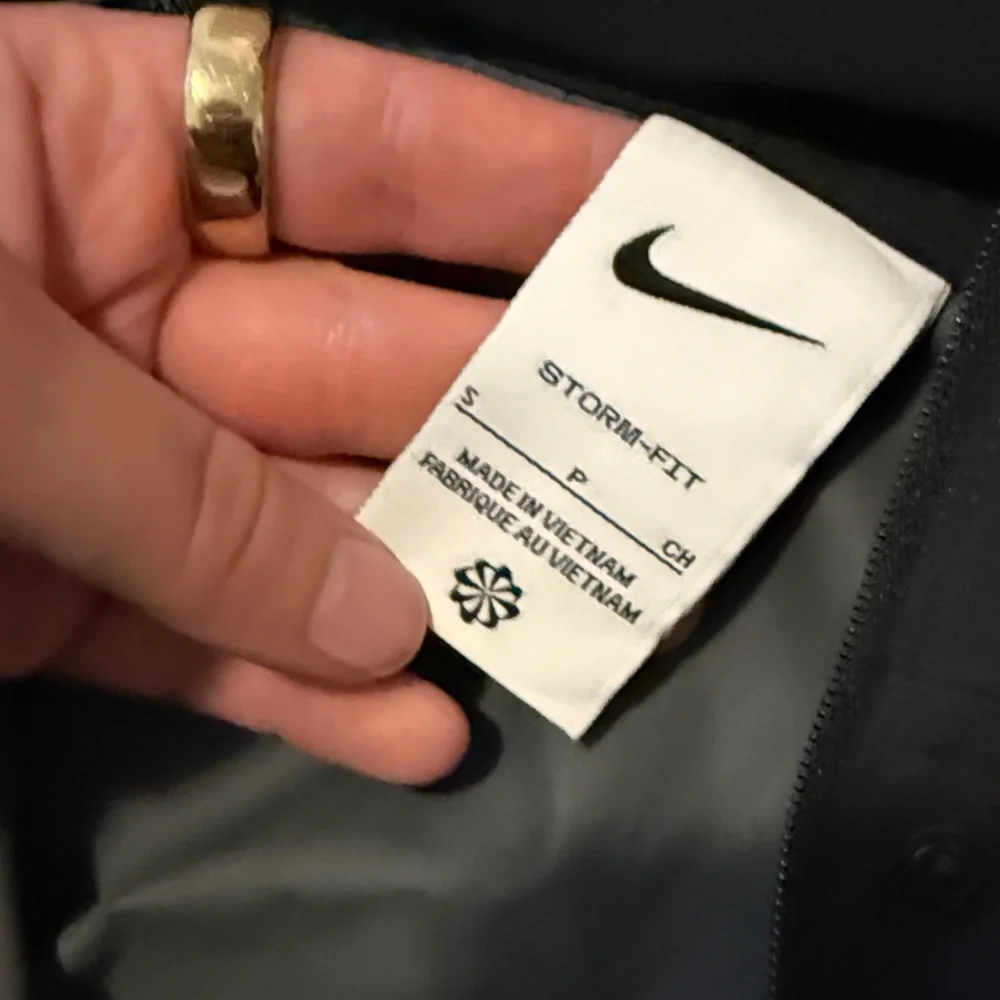 STORM-FIT
S P CH
MADE IN VIETNAM
FABRIQUE AU VIETNAM